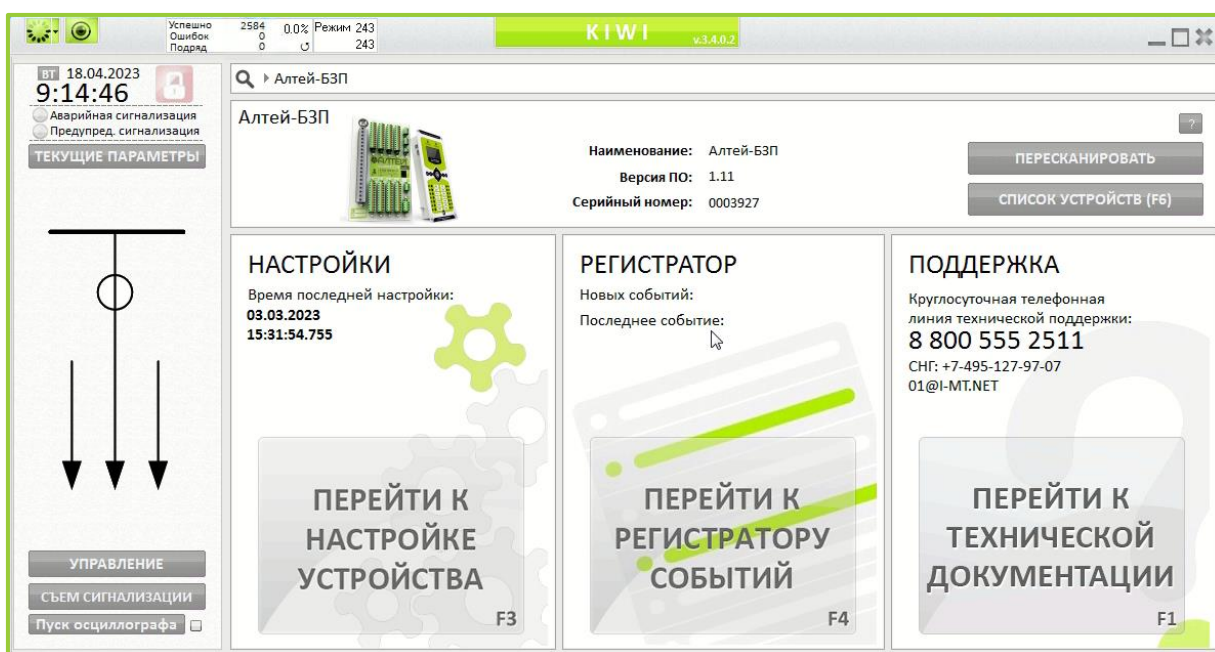 Успешно 2584 0.0% Режим 243
Ошибок 0
Подряд 0 ↺ 243
KIWI v.3.4.0.2
ВТ 18.04.2023
9:14:46
Аварийная сигнализация
Предупред. сигнализация
ТЕКУЩИЕ ПАРАМЕТРЫ
УПРАВЛЕНИЕ
СЪЕМ СИГНАЛИЗАЦИИ
Пуск осциллографа
Алтей-БЗП
Алтей-БЗП
Наименование: Алтей-БЗП
Версия ПО: 1.11
Серийный номер: 0003927
?
ПЕРЕСКАНИРОВАТЬ
СПИСОК УСТРОЙСТВ (F6)
НАСТРОЙКИ
Время последней настройки:
03.03.2023
15:31:54.755
ПЕРЕЙТИ К
НАСТРОЙКЕ
УСТРОЙСТВА
F3
РЕГИСТРАТОР
Новых событий:
Последнее событие:
ПЕРЕЙТИ К
РЕГИСТРАТОРУ
СОБЫТИЙ
F4
ПОДДЕРЖКА
Круглосуточная телефонная
линия технической поддержки:
8 800 555 2511
СНГ: +7-495-127-97-07
01@I-MT.NET
ПЕРЕЙТИ К
ТЕХНИЧЕСКОЙ
ДОКУМЕНТАЦИИ
F1